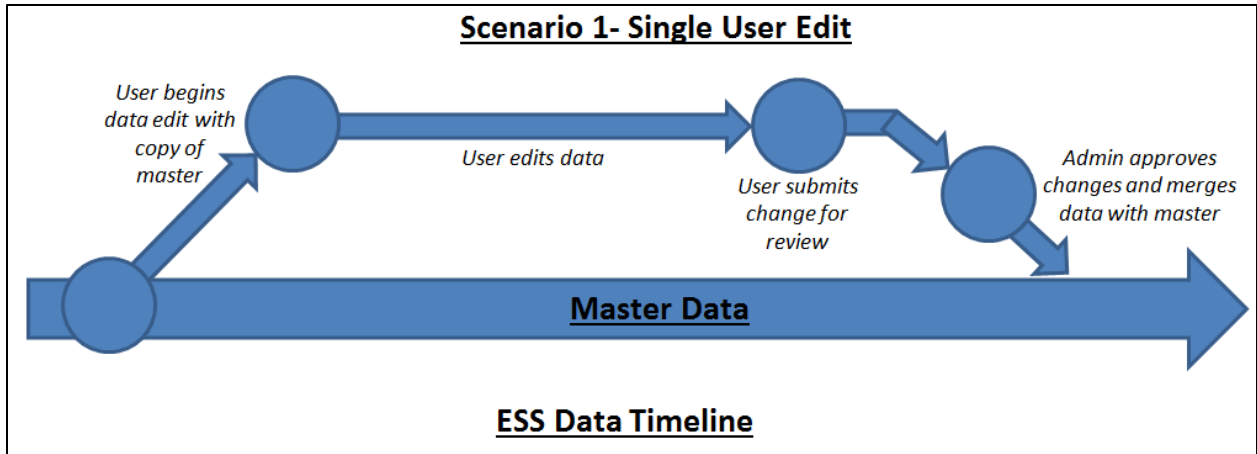 Scenario 1- Single User Edit
User begins
data edit with
copy of
master
User edits data
User submits
change for
review
Admin approves
changes and merges
data with master
Master Data
ESS Data Timeline